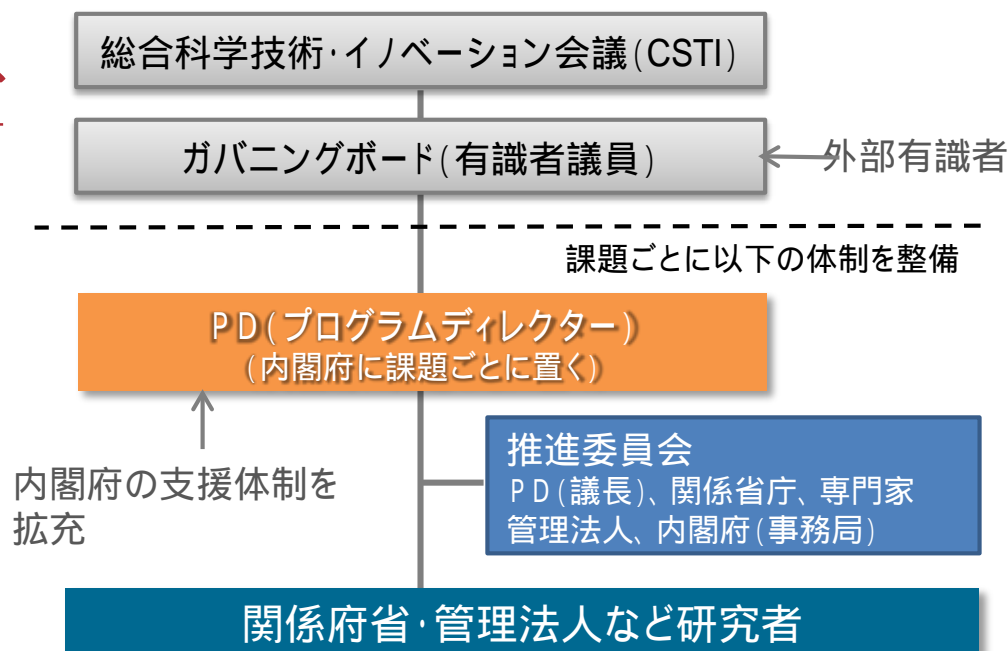 総合科学技術・イノベーション会議(CSTI)
ガバニングボード(有識者議員)
外部有識者
課題ごとに以下の体制を整備
PD(プログラムディレクター)
(内閣府に課題ごとに置く)
内閣府の支援体制を
拡充
推進委員会
PD(議長)、関係省庁、専門家
管理法人、内閣府(事務局)
関係府省・管理法人など研究者